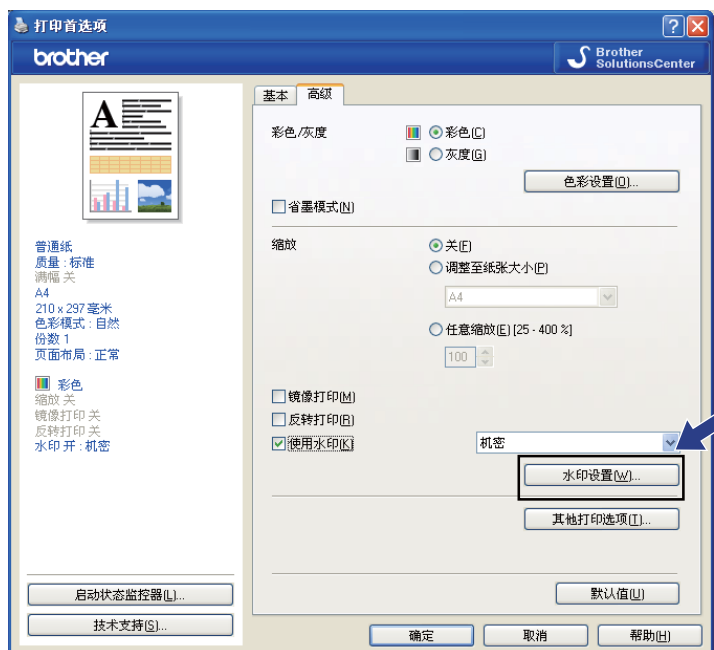 打印首选项
brother
Brother
SolutionsCenter
A
普通纸
质量 : 标准
满幅 关
A4
210 x 297 毫米
色彩模式 : 自然
份数 1
页面布局 : 正常
彩色
缩放 关
镜像打印 关
反转打印 关
水印 开 : 机密
启动状态监控器(L)...
技术支持(S)...
基本 高级
彩色/灰度
彩色(C)
灰度(G)
色彩设置(O)...
省墨模式(N)
缩放
关(F)
调整至纸张大小(P)
A4
任意缩放(E) [25 - 400 %]
100
镜像打印(M)
反转打印(R)
使用水印(K)
机密
水印设置(W)...
其他打印选项(T)...
默认值(U)
确定 取消 帮助(H)